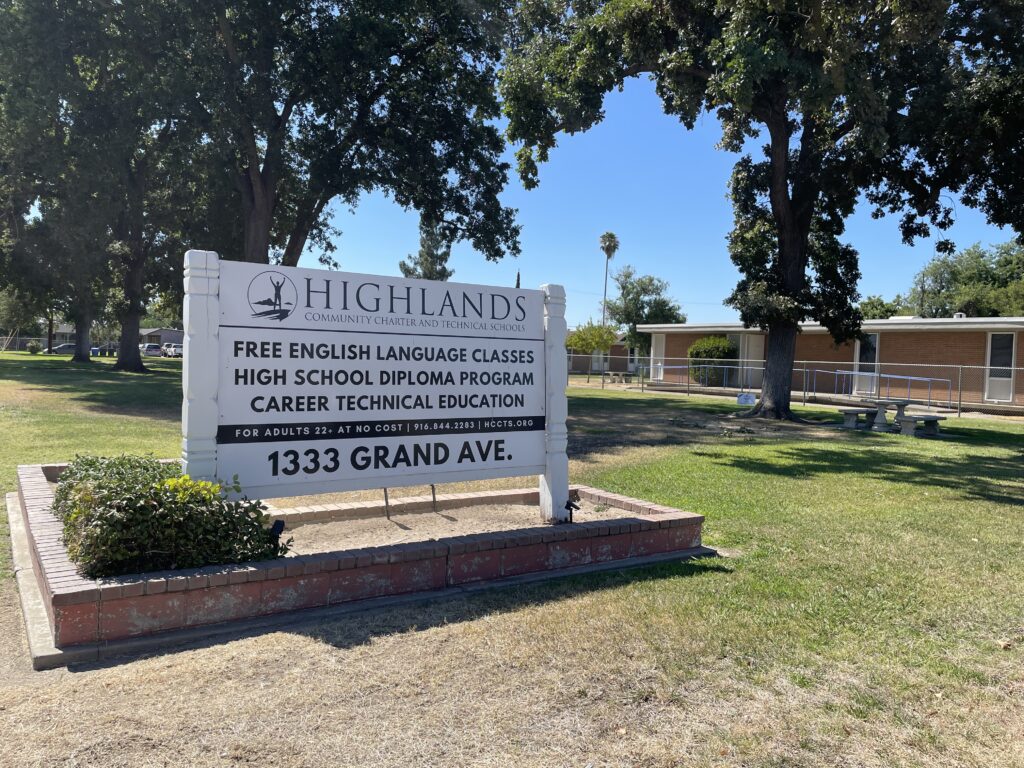 HIGHLANDS
COMMUNITY CHARTER AND TECHNICAL SCHOOLS
FREE ENGLISH LANGUAGE CLASSES
HIGH SCHOOL DIPLOMA PROGRAM
CAREER TECHNICAL EDUCATION
FOR ADULTS 22+ AT NO COST | 916.844.2283 | HCCTS.ORG
1333 GRAND AVE.